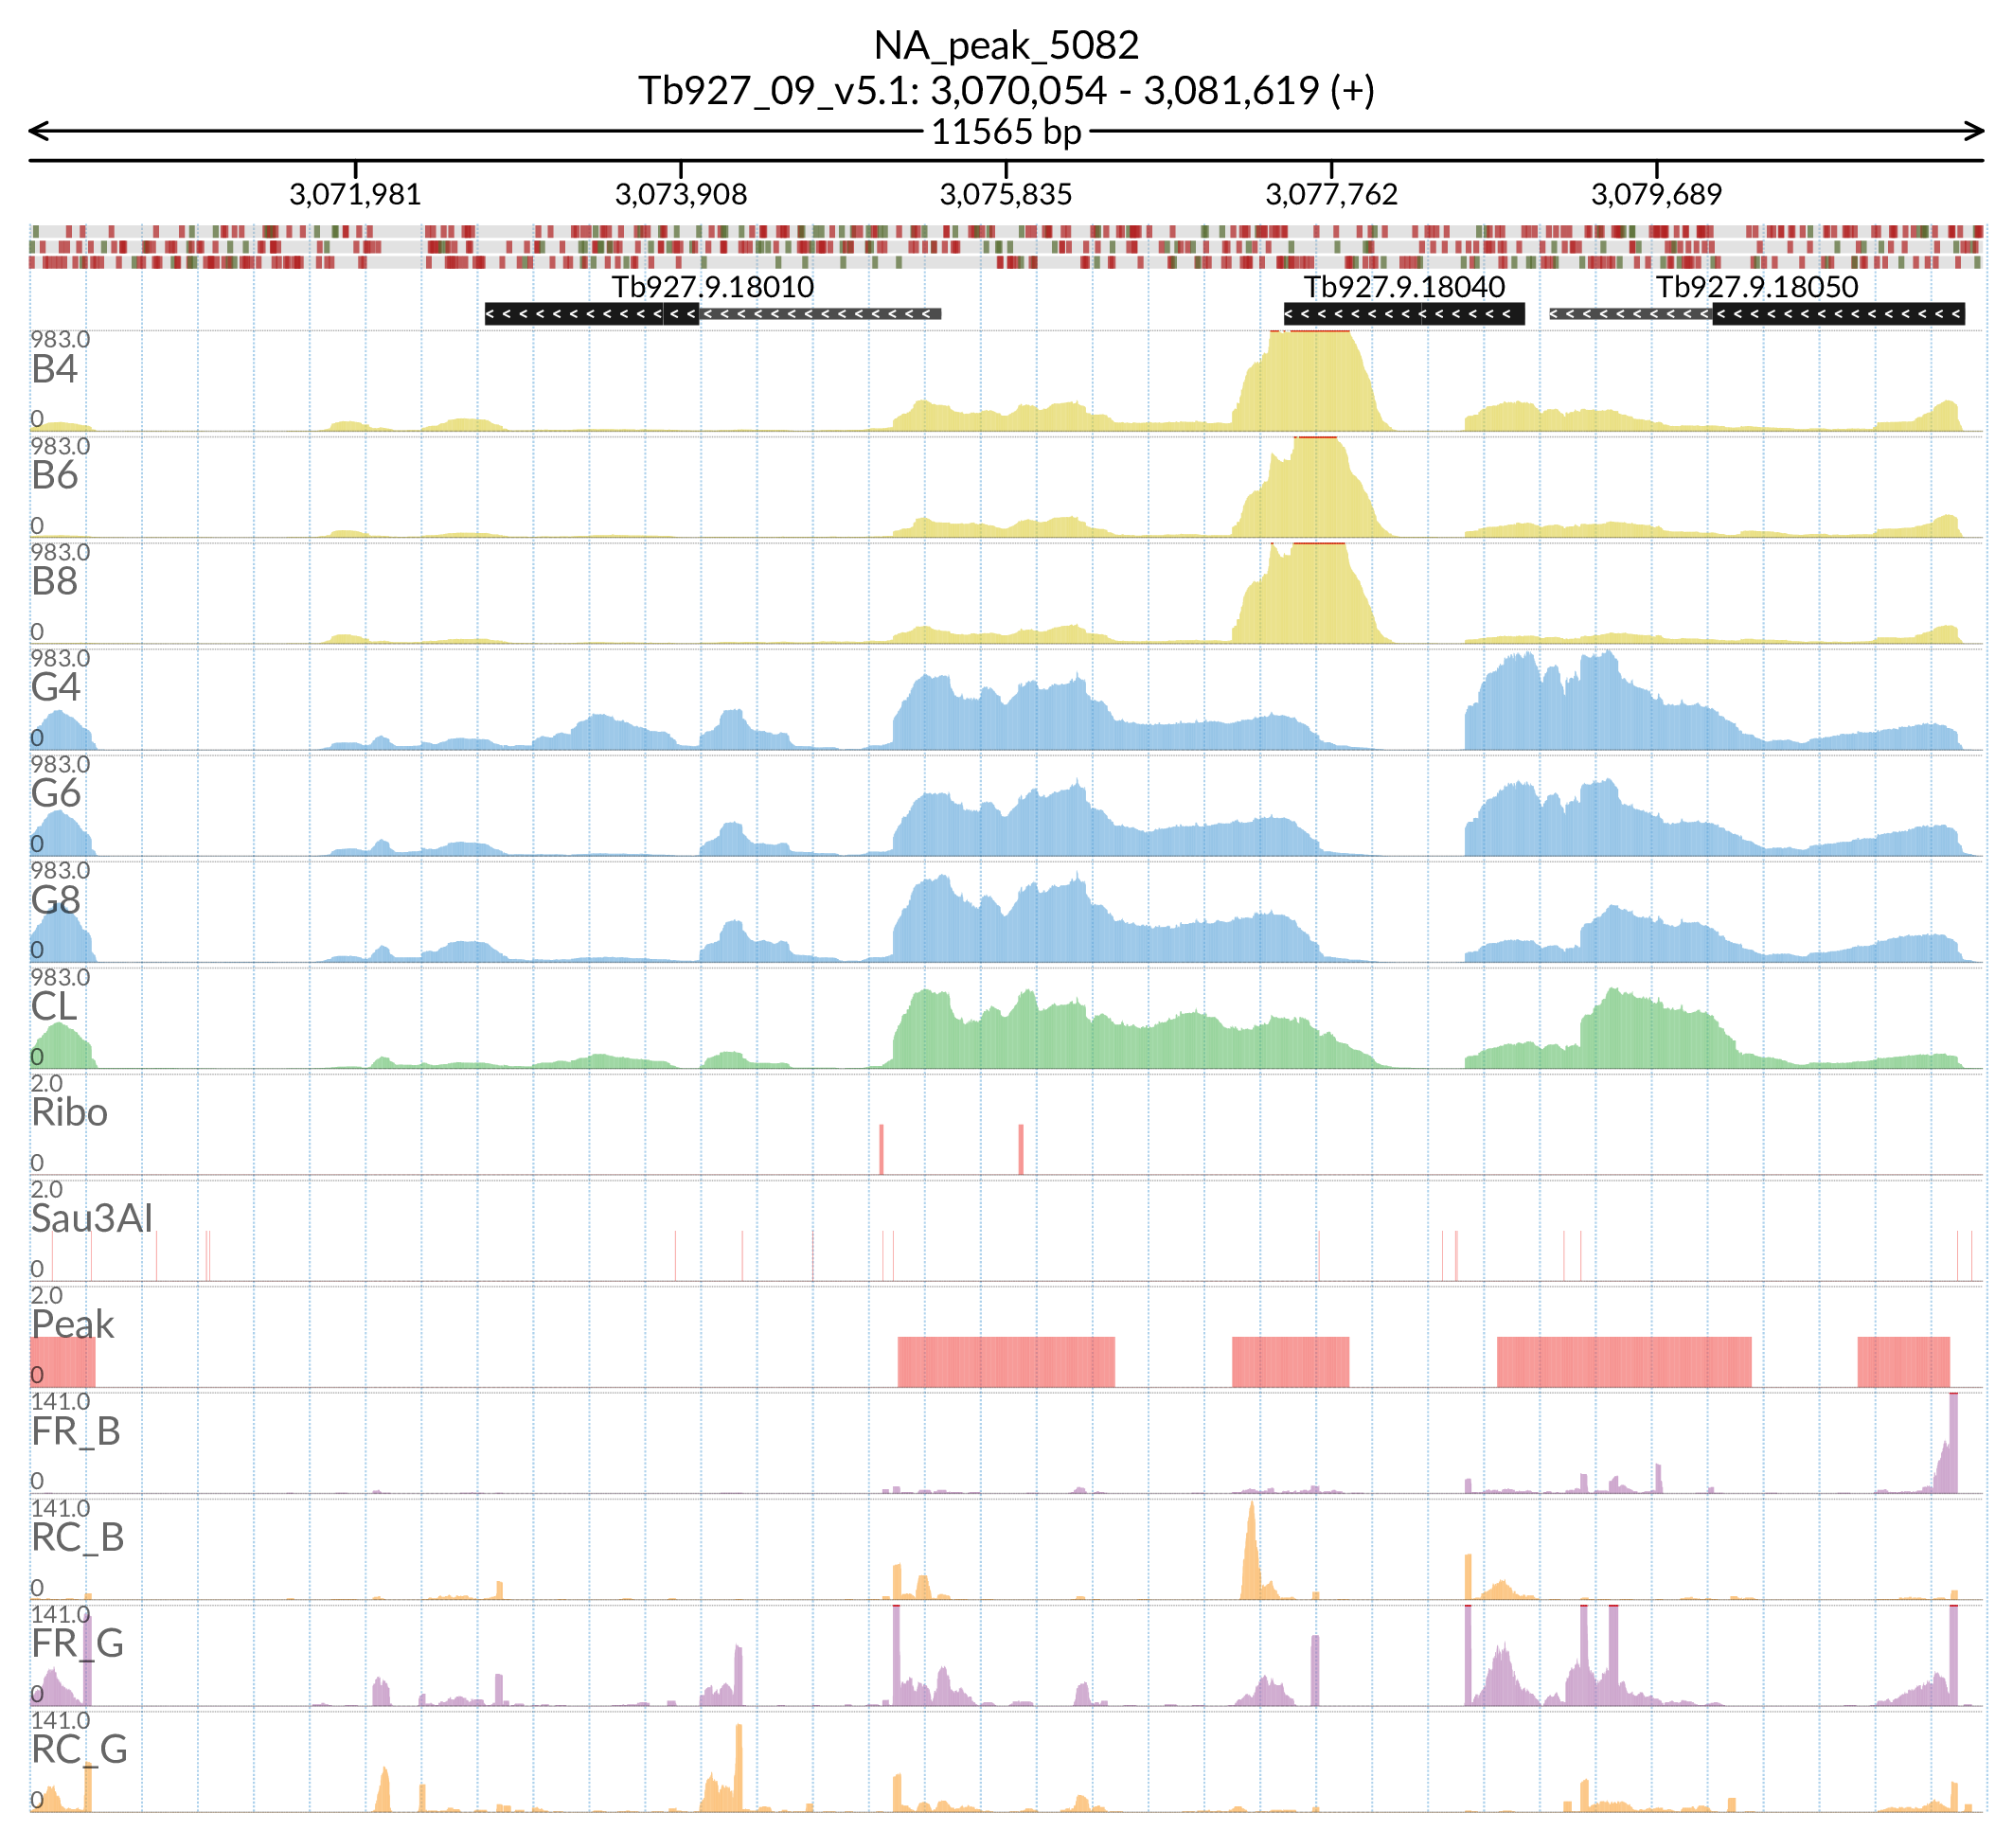 NA_peak_5082
Tb927_09_v5.1: 3,070,054 - 3,081,619 (+)
11565 bp
3,071,981 3,073,908 3,075,835 3,077,762 3,079,689
Tb927.9.18010 Tb927.9.18040 Tb927.9.18050
983.0
B4
0
983.0
B6
0
983.0
B8
0
983.0
G4
0
983.0
G6
0
983.0
G8
0
983.0
CL
0
2.0
Ribo
0
2.0
Sau3AI
0
2.0
Peak
0
141.0
FR_B
0
141.0
RC_B
0
141.0
FR_G
0
141.0
RC_G
0